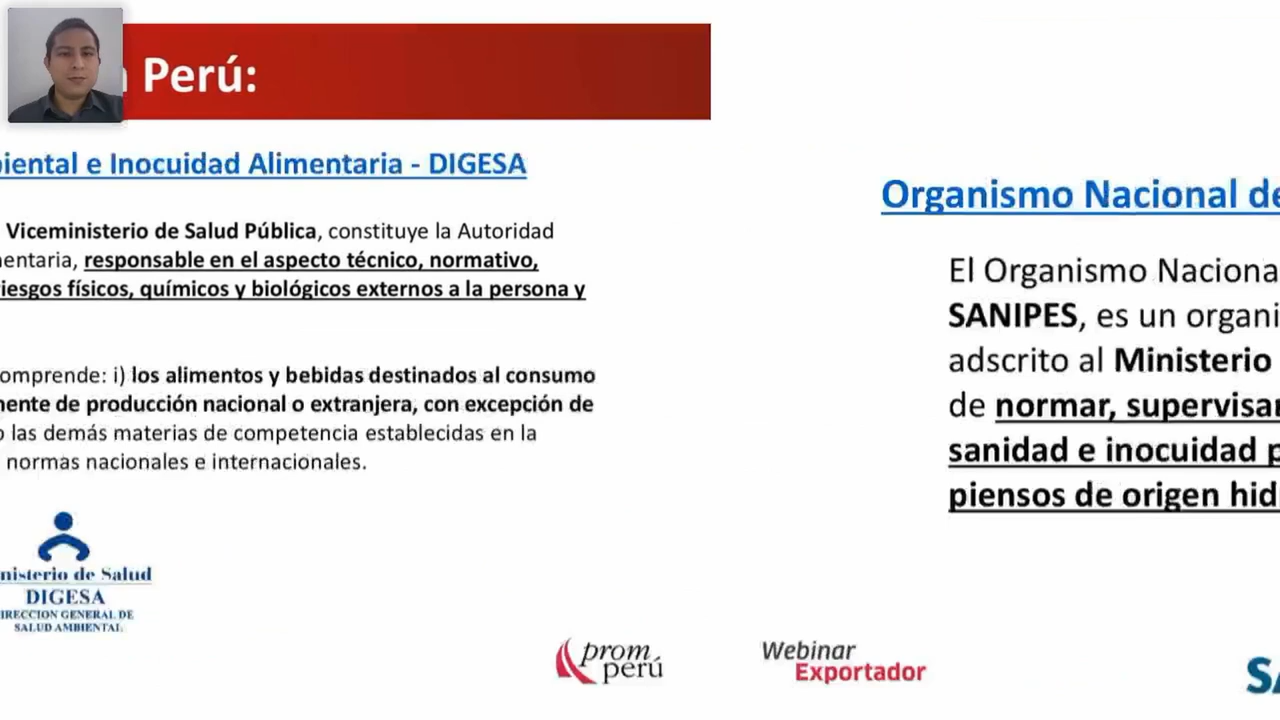 Perú:
biental e Inocuidad Alimentaria - DIGESA
Viceministerio de Salud Pública, constituye la Autoridad
mentaria, responsable en el aspecto técnico, normativo,
riesgos físicos, químicos y biológicos externos a la persona y
omprende: i) los alimentos y bebidas destinados al consumo
mente de producción nacional o extranjera, con excepción de
o las demás materias de competencia establecidas en la
normas nacionales e internacionales.
nisterio de Salud
DIGESA
IRECCION GENERAL DE
SALUD AMBIENTAL
Organismo Nacional de
El Organismo Naciona
SANIPES, es un organi
adscrito al Ministerio
de normar, supervisar
sanidad e inocuidad p
piensos de origen hid
prom
perú
Webinar
Exportador
SA